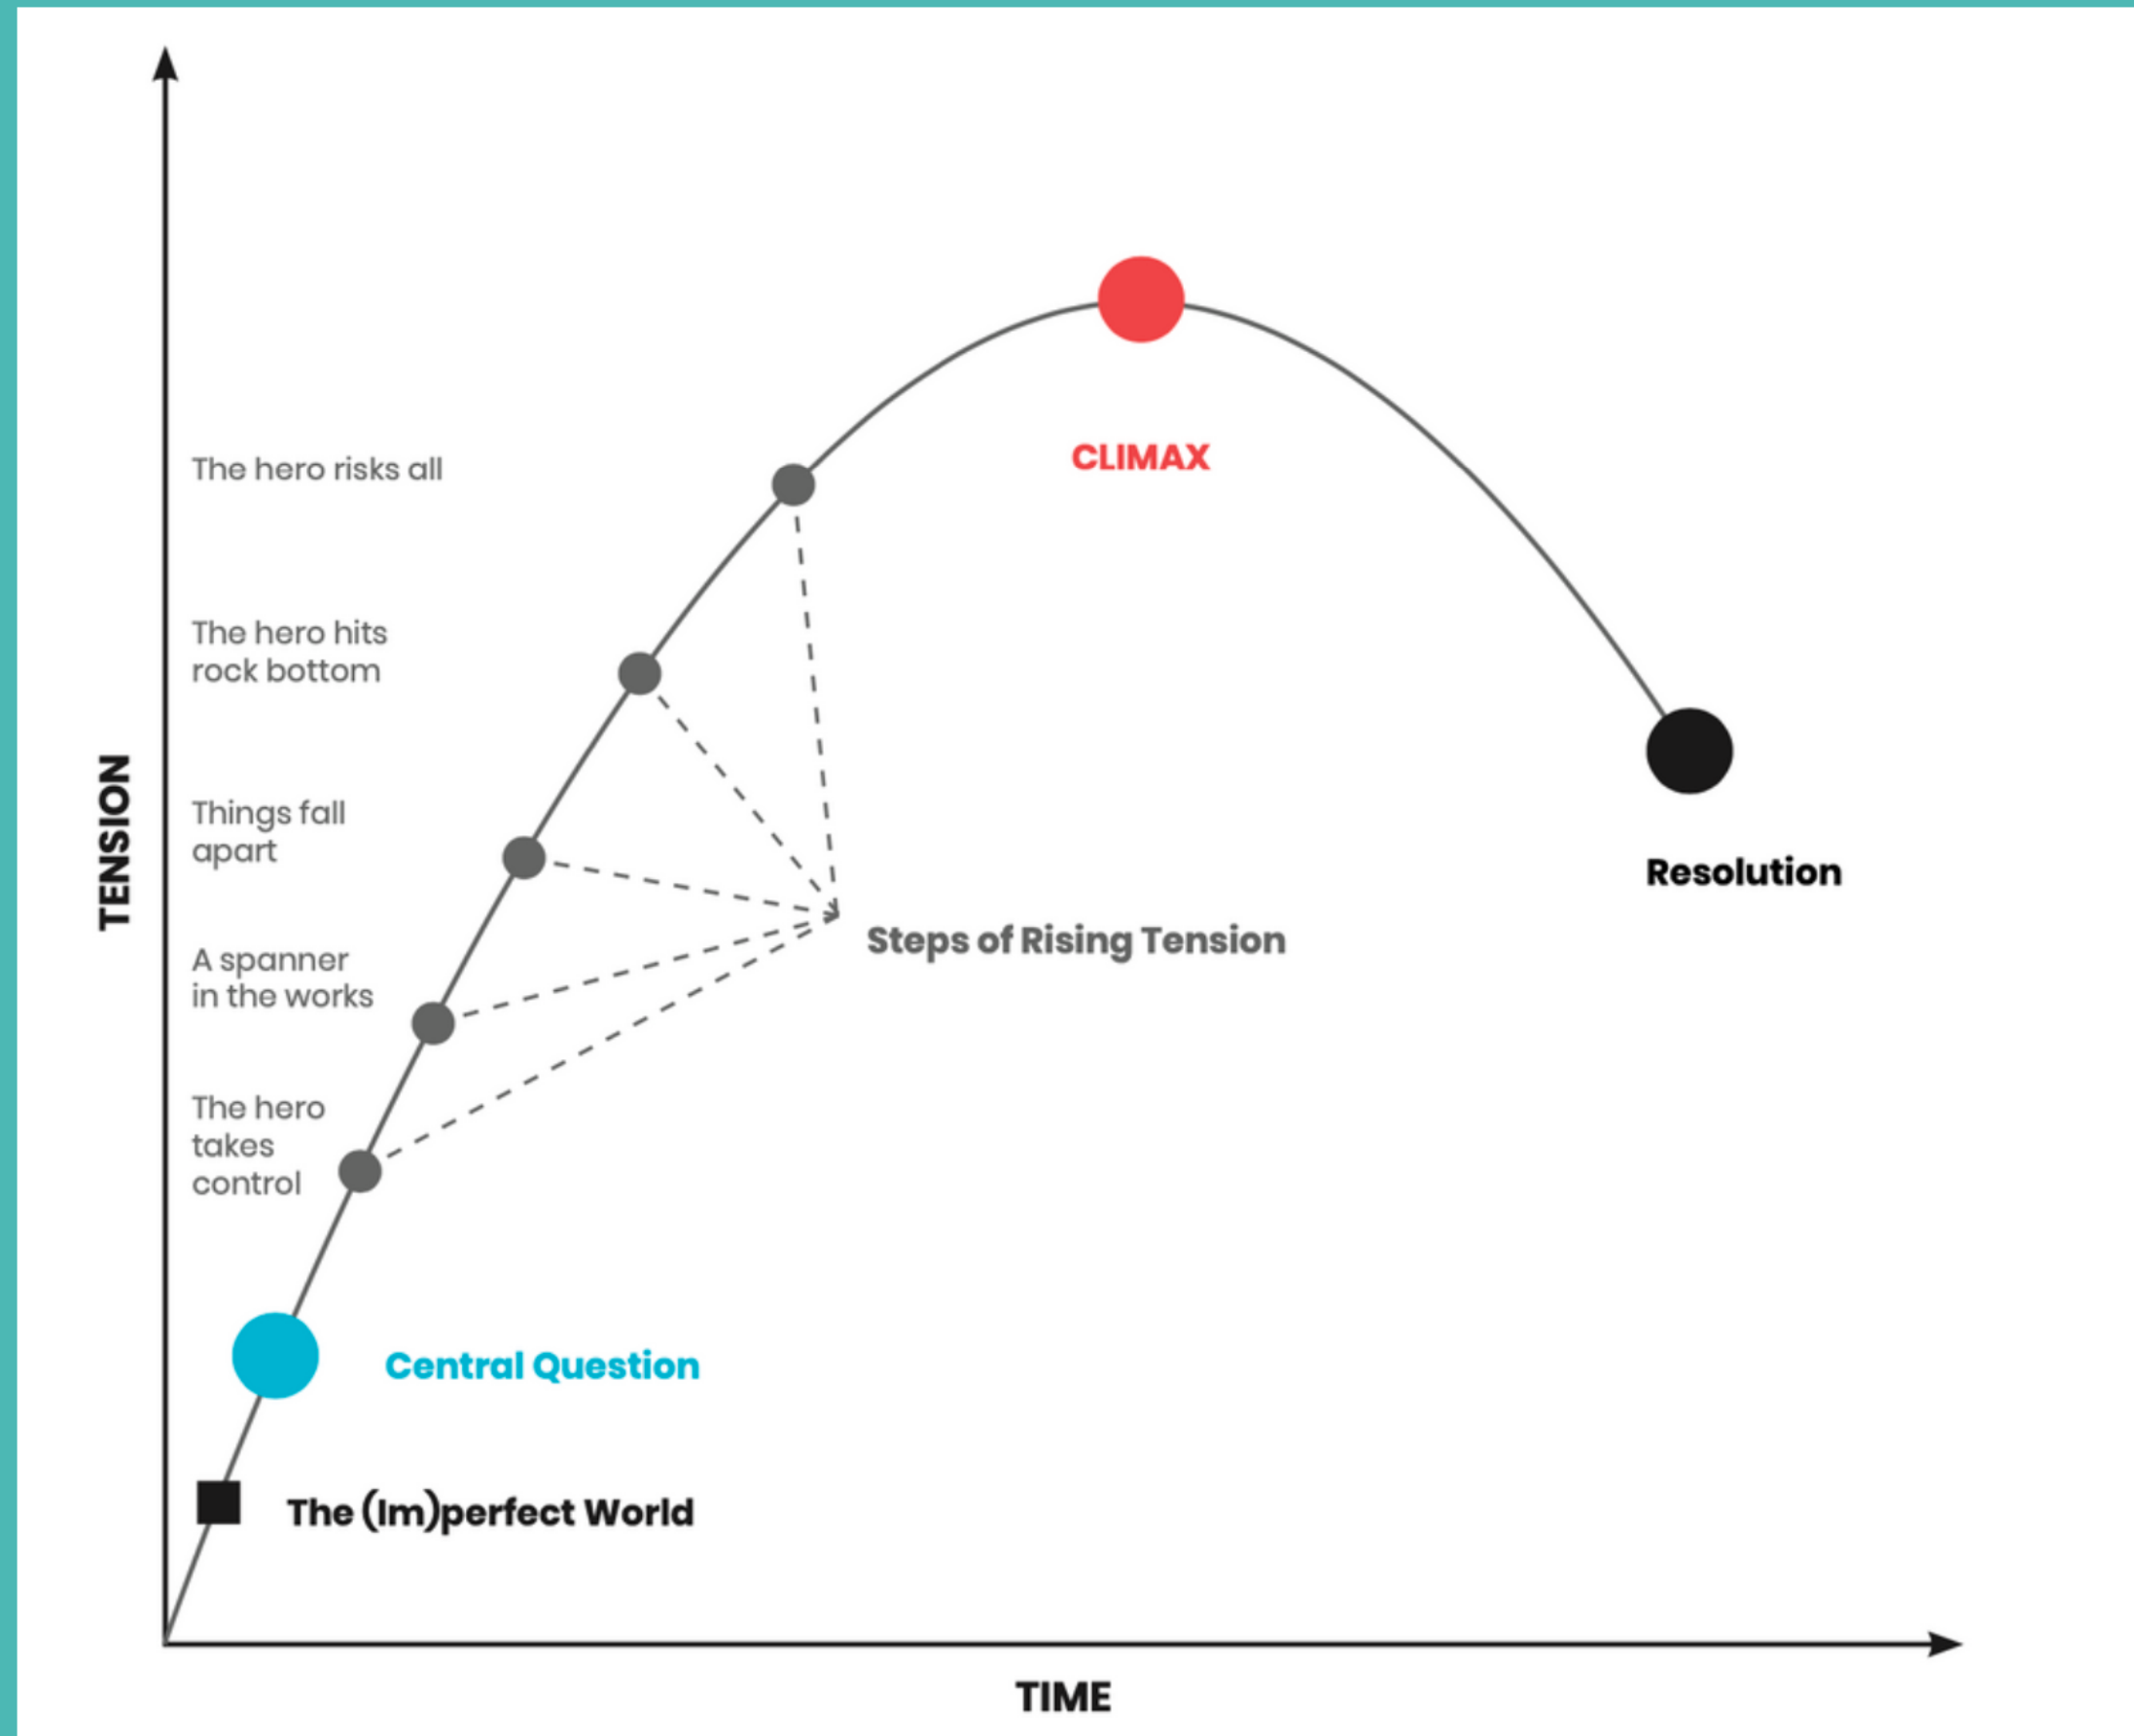 The hero risks all
CLIMAX
The hero hits
rock bottom
TENSION
Things fall
apart
Resolution
Steps of Rising Tension
A spanner
in the works
The hero
takes
control
Central Question
The (Im)perfect World
TIME